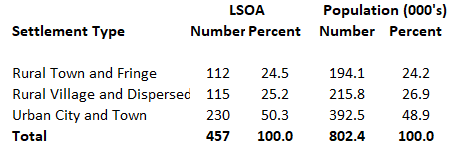 LSOA Population (000's)
Settlement Type Number Percent Number Percent
Rural Town and Fringe 112 24.5 194.1 24.2
Rural Village and Dispersed 115 25.2 215.8 26.9
Urban City and Town 230 50.3 392.5 48.9
Total 457 100.0 802.4 100.0